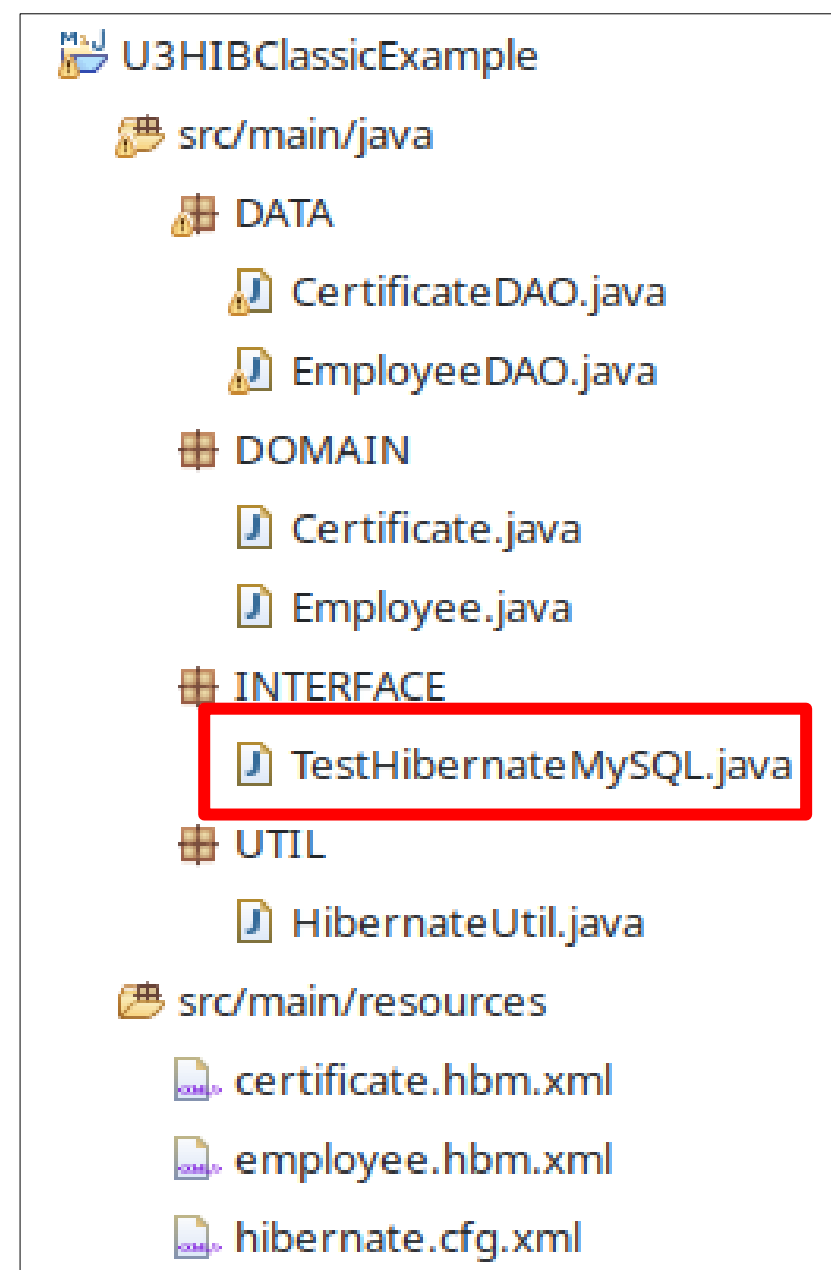 U3HIBClassicExample
src/main/java
DATA
CertificateDAO.java
EmployeeDAO.java
DOMAIN
Certificate.java
Employee.java
INTERFACE
TestHibernateMySQL.java
UTIL
HibernateUtil.java
src/main/resources
certificate.hbm.xml
employee.hbm.xml
hibernate.cfg.xml